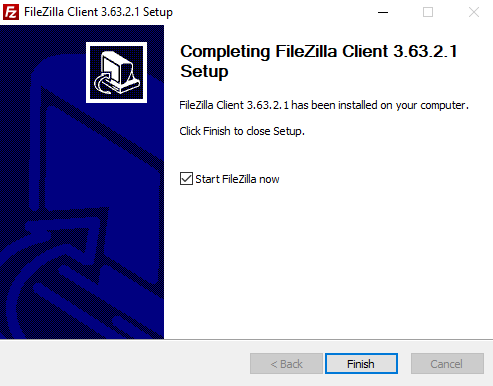 FZ FileZilla Client 3.63.2.1 Setup
Completing FileZilla Client 3.63.2.1
Setup
FileZilla Client 3.63.2.1 has been installed on your computer.
Click Finish to close Setup.
Start FileZilla now
< Back Finish Cancel